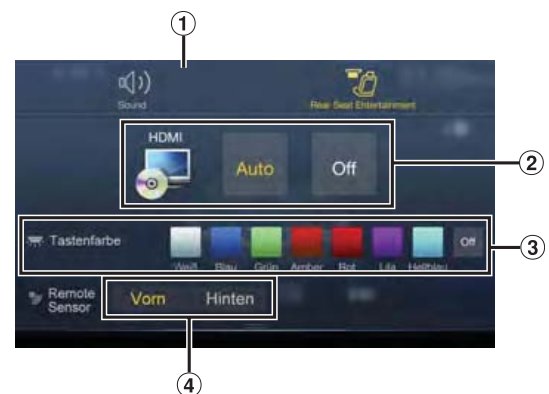 ①
Sound
Rear Seat Entertainment
HDMI
Auto
Off
②
Tastenfarbe
Weiß
Blau
Grün
Amber
Rot
Lila
Hellblau
Off
③
Remote
Sensor
Vorn
Hinten
④